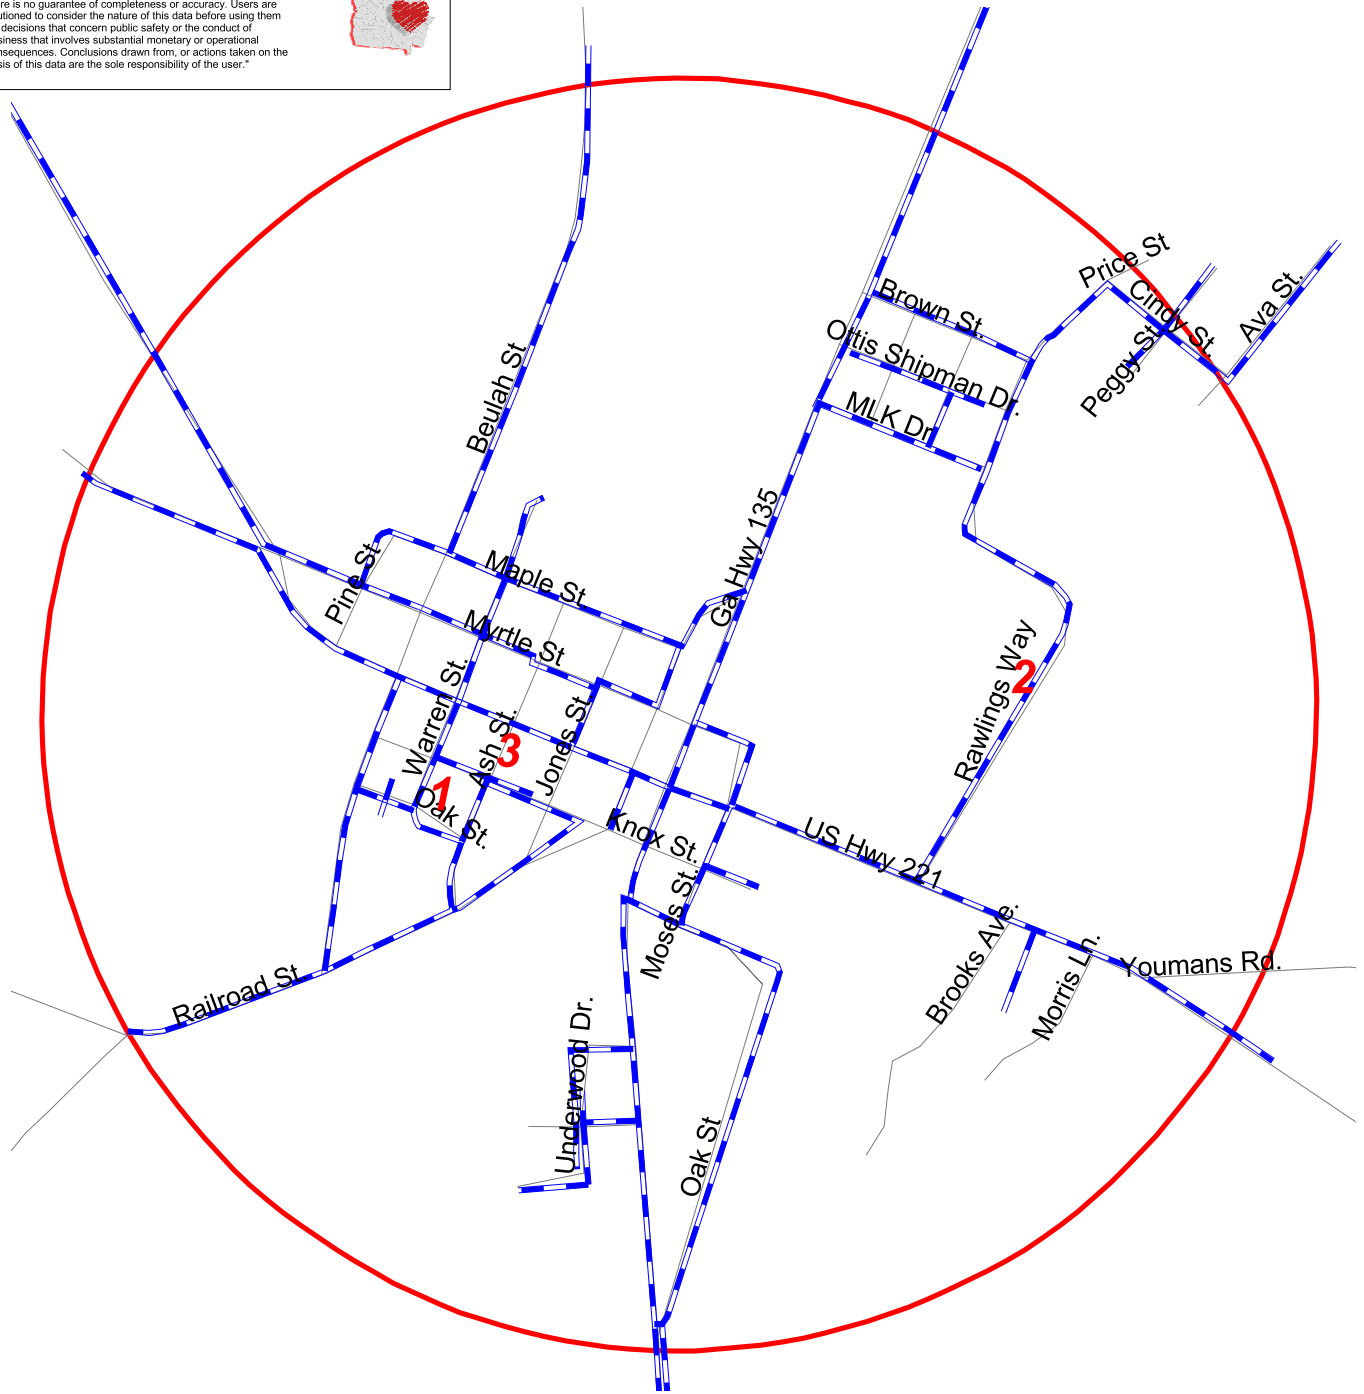 re is no guarantee of completeness or accuracy. Users are
utioned to consider the nature of this data before using them
decisions that concern public safety or the conduct of
siness that involves substantial monetary or operational
nsequences. Conclusions drawn from, or actions taken on the
sis of this data are the sole responsibility of the user."
Price St
Cindy St.
Ava St.
Peggy St
Brown St.
Ottis Shipman Dr.
MLK Dr
Beulah St
Ga Hwy 135
Pine St
Maple St
Myrtle St
Rawlings Way
2
Warren St.
Ash St.
3
Jones St.
1
Oak St.
Knox St.
US Hwy 221
Moses St.
Brooks Ave.
Morris Ln.
Youmans Rd.
Railroad St
Underwood Dr.
Oak St